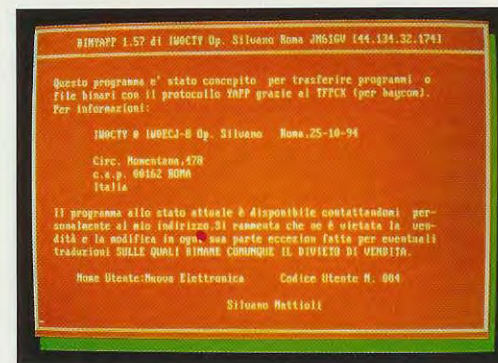 BINYAPP 1.57 di IW0CTY Op. Silvano Roma JN61GV [44.134.32.174]
Questo programma e' stato concepito per trasferire programmi o
file binari con il protocollo YAPP grazie al TFPCX (per baycom).
Per informazioni:
IW0CTY @ IW0ECJ-8 Op. Silvano Roma,25-10-94
Circ. Nomentana,478
c.a.p. 00162 ROMA
Italia
Il programma allo stato attuale è disponibile contattandomi per-
sonalmente al mio indirizzo.Si rammenta che ne è vietata la ven-
dità e la modifica in ogni sua parte eccezion fatta per eventuali
traduzioni SULLE QUALI RIMANE COMUNQUE IL DIVIETO DI VENDITA.
Nome Utente:Nuova Elettronica Codice Utente N. 004
Silvano Mattioli